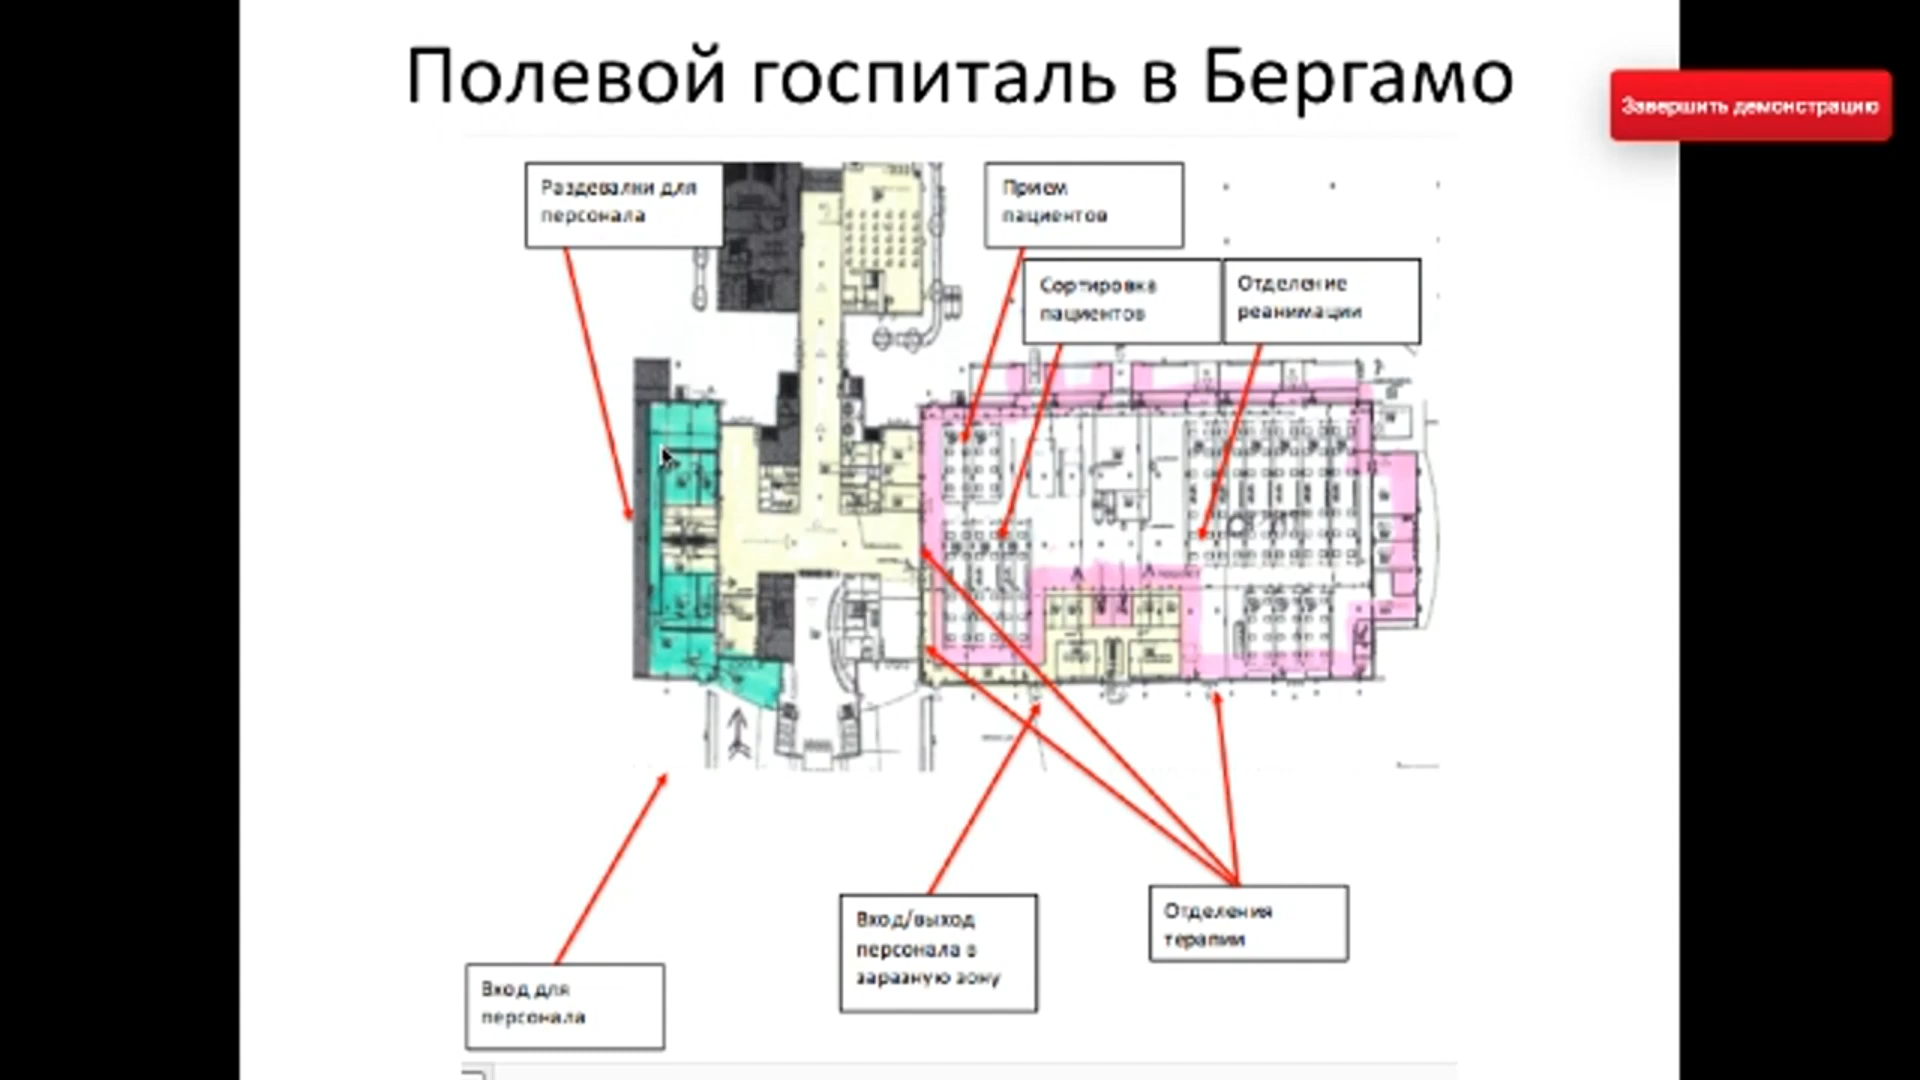 Полевой госпиталь в Бергамо
Завершить демонстрацию
Раздевалки для
персонала
Прием
пациентов
Сортировка
пациентов
Отделение
реанимации
Вход/выход
персонала в
заразную зону
Отделения
терапии
Вход для
персонала